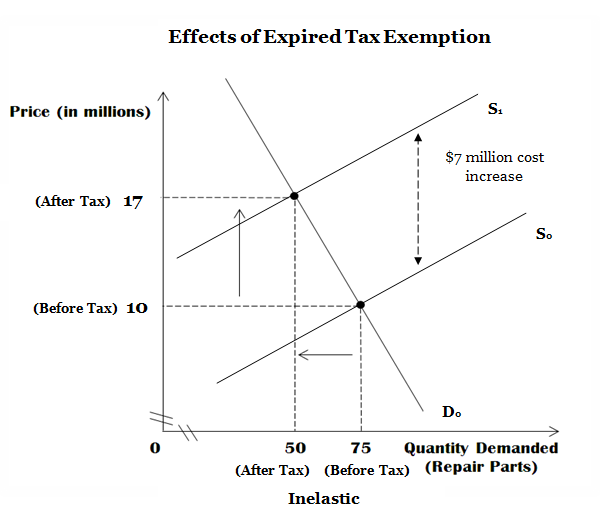 Effects of Expired Tax Exemption
Price (in millions)
S₁
$7 million cost
increase
(After Tax) 17
S₀
(Before Tax) 10
D₀
0 50 75 Quantity Demanded
(After Tax) (Before Tax) (Repair Parts)
Inelastic